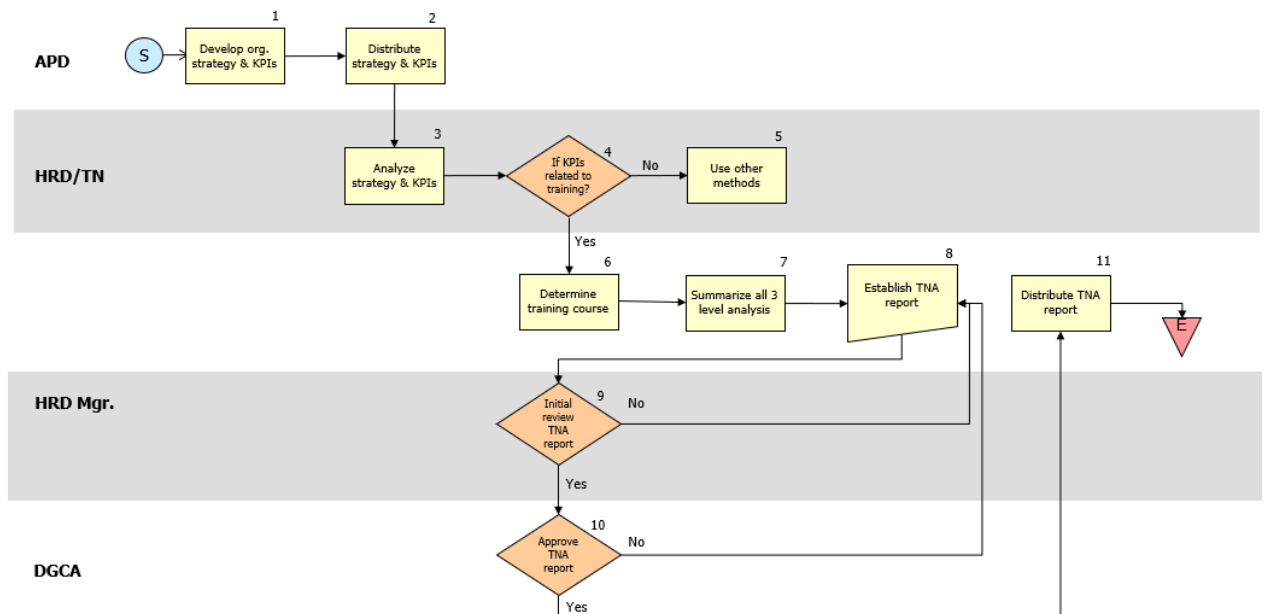 1
2
S
Develop org.
strategy & KPIs
Distribute
strategy & KPIs
APD
3
4
5
If KPIs
related to
training?
No
Analyze
strategy & KPIs
Use other
methods
HRD/TN
Yes
6
7
8
11
Determine
training course
Summarize all 3
level analysis
Establish TNA
report
Distribute TNA
report
E
HRD Mgr.
9
No
Initial
review
TNA
report
Yes
10
No
Approve
TNA
report
DGCA
Yes